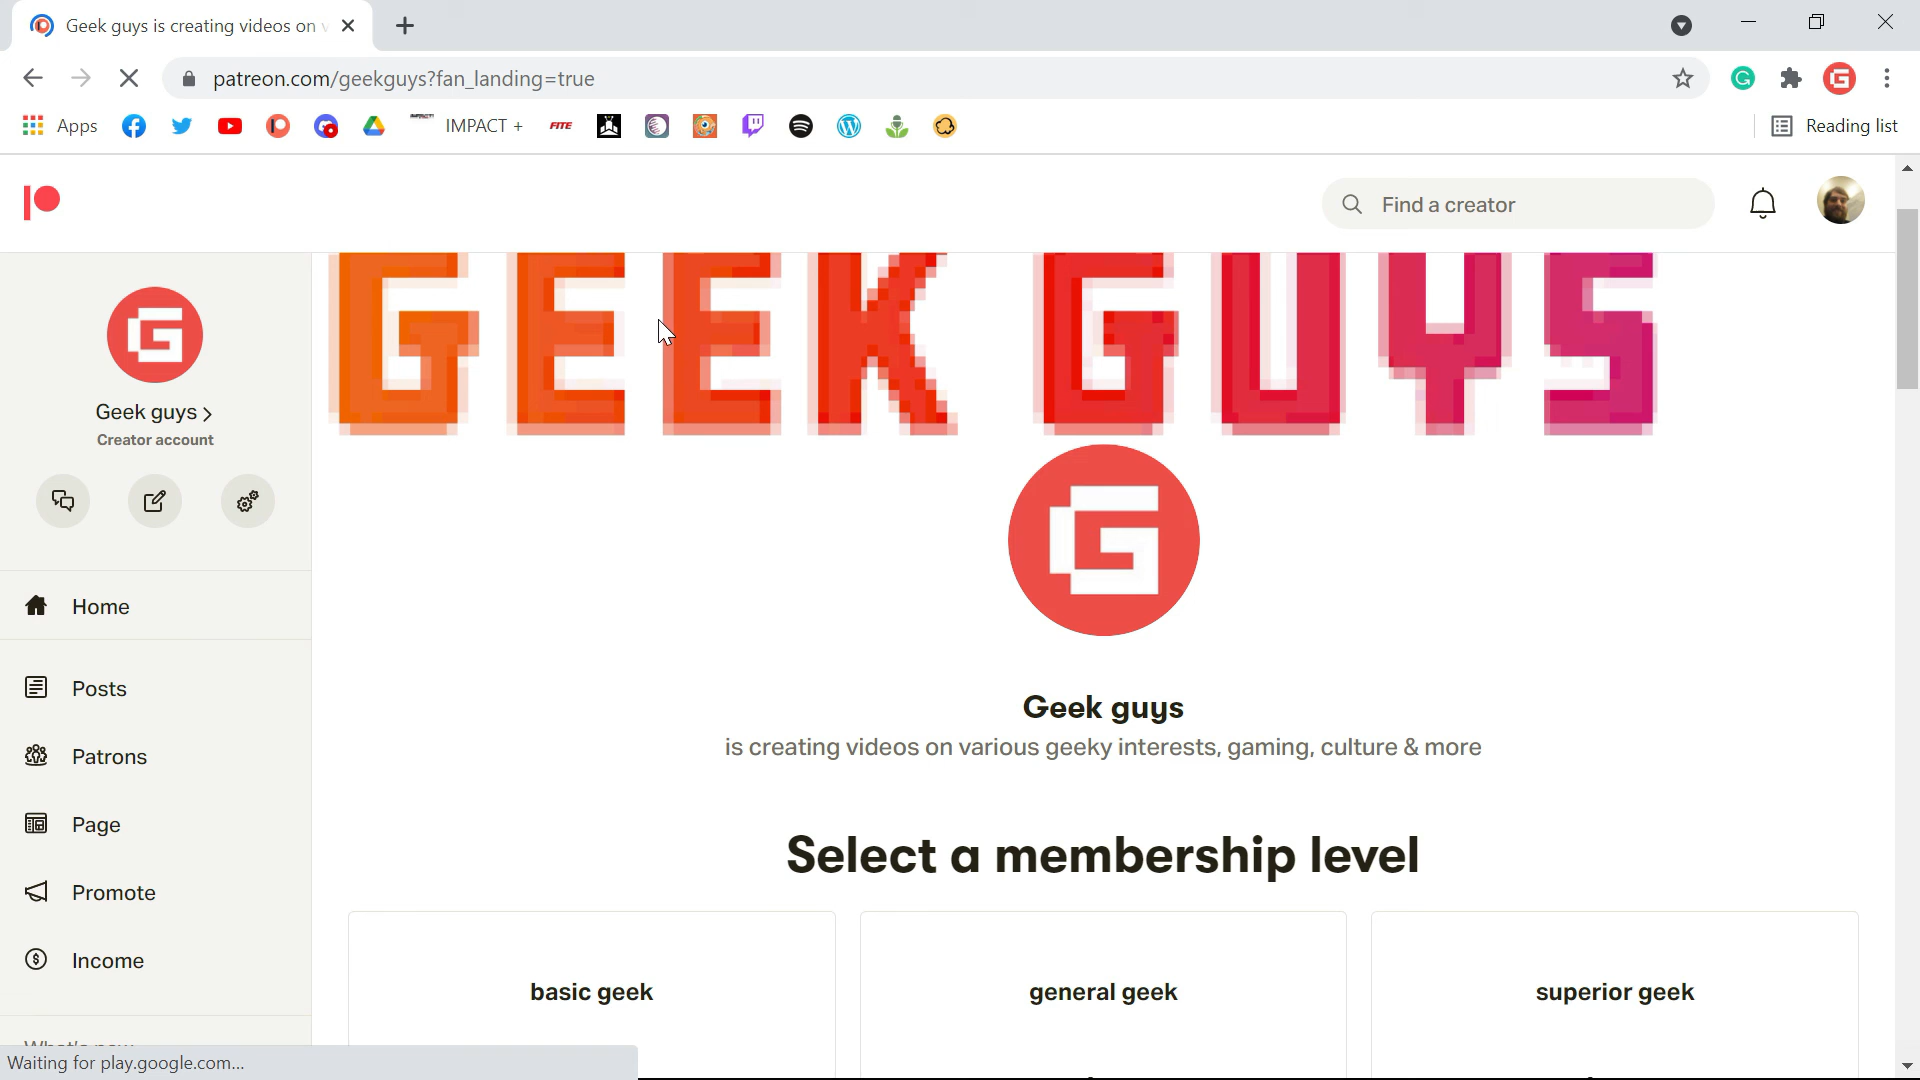 Geek guys is creating videos on
patreon.com/geekguys?fan_landing=true
Apps
IMPACT +
FITE
Reading list
Find a creator
GEEK GUYS
G
Geek guys
Creator account
Home
Posts
Patrons
Page
Promote
Income
G
Geek guys
is creating videos on various geeky interests, gaming, culture & more
Select a membership level
basic geek
general geek
superior geek
What's new
Waiting for play.google.com...